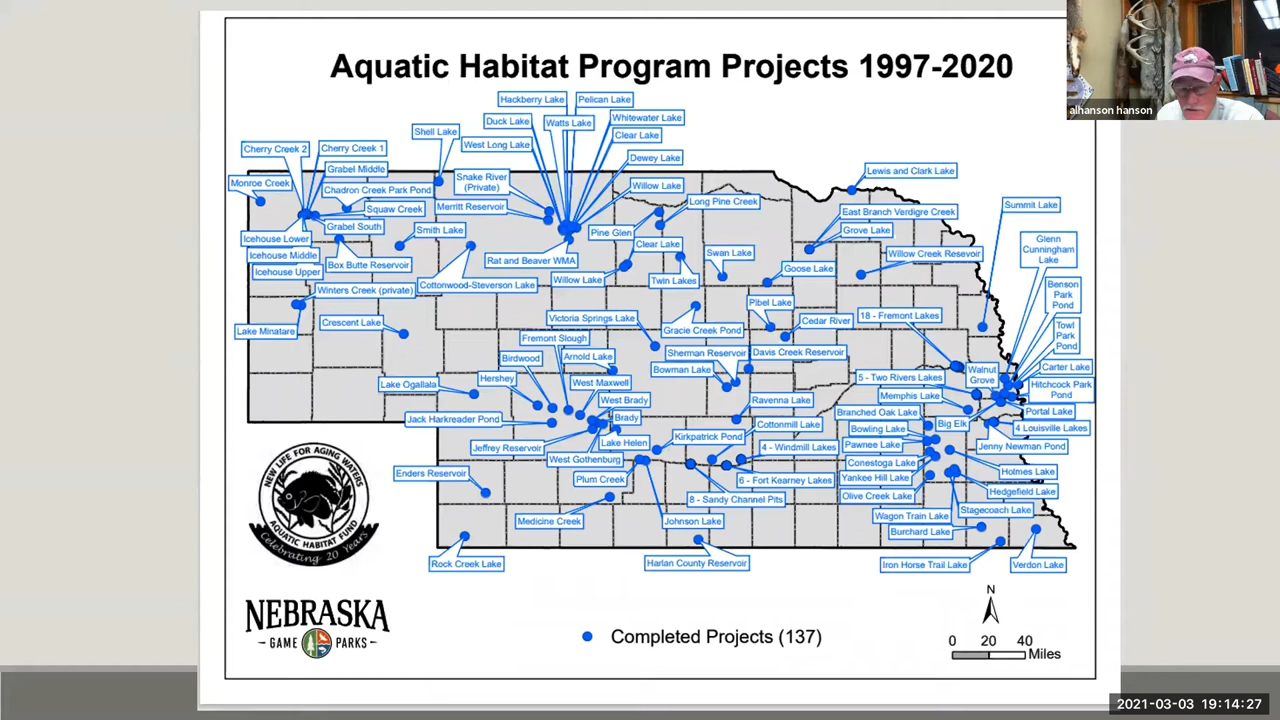 Aquatic Habitat Program Projects 1997-2020
alhanson hanson
Hackberry Lake
Pelican Lake
Duck Lake
Watts Lake
Whitewater Lake
Shell Lake
Clear Lake
West Long Lake
Cherry Creek 2
Cherry Creek 1
Dewey Lake
Grabel Middle
Lewis and Clark Lake
Monroe Creek
Chadron Creek Park Pond
Snake River
(Private)
Willow Lake
Long Pine Creek
Squaw Creek
Merritt Reservoir
East Branch Verdigre Creek
Summit Lake
Grabel South
Smith Lake
Pine Glen
Grove Lake
Icehouse Lower
Clear Lake
Glenn
Cunningham
Lake
Icehouse Middle
Box Butte Reservoir
Rat and Beaver WMA
Swan Lake
Willow Creek Resevoir
Icehouse Upper
Goose Lake
Cottonwood-Steverson Lake
Willow Lake
Twin Lakes
Winters Creek (private)
Benson
Park
Pond
Pibel Lake
Lake Minatare
Crescent Lake
Victoria Springs Lake
Gracie Creek Pond
Cedar River
18 - Fremont Lakes
Towl
Park
Pond
Fremont Slough
Birdwood
Arnold Lake
Sherman Reservoir
Davis Creek Reservoir
Bowman Lake
Walnut
Grove
Carter Lake
Lake Ogallala
Hershey
West Maxwell
5 - Two Rivers Lakes
Hitchcock Park
Pond
West Brady
Ravenna Lake
Memphis Lake
Jack Harkreader Pond
Brady
Branched Oak Lake
Portal Lake
Cottonmill Lake
Big Elk
Bowling Lake
4 Louisville Lakes
Jeffrey Reservoir
Lake Helen
Kirkpatrick Pond
4 - Windmill Lakes
Pawnee Lake
Jenny Newman Pond
West Gothenburg
Conestoga Lake
Enders Reservoir
Plum Creek
6 - Fort Kearney Lakes
Yankee Hill Lake
Holmes Lake
8 - Sandy Channel Pits
Olive Creek Lake
Hedgefield Lake
Medicine Creek
Johnson Lake
Wagon Train Lake
Stagecoach Lake
Burchard Lake
Rock Creek Lake
Harlan County Reservoir
Iron Horse Trail Lake
Verdon Lake
NEW LIFE FOR AGING WATERS
AQUATIC HABITAT FUND
Celebrating 20 Years
NEBRASKA
GAME PARKS
Completed Projects (137)
N
0 20 40
Miles
2021-03-03 19:14:27